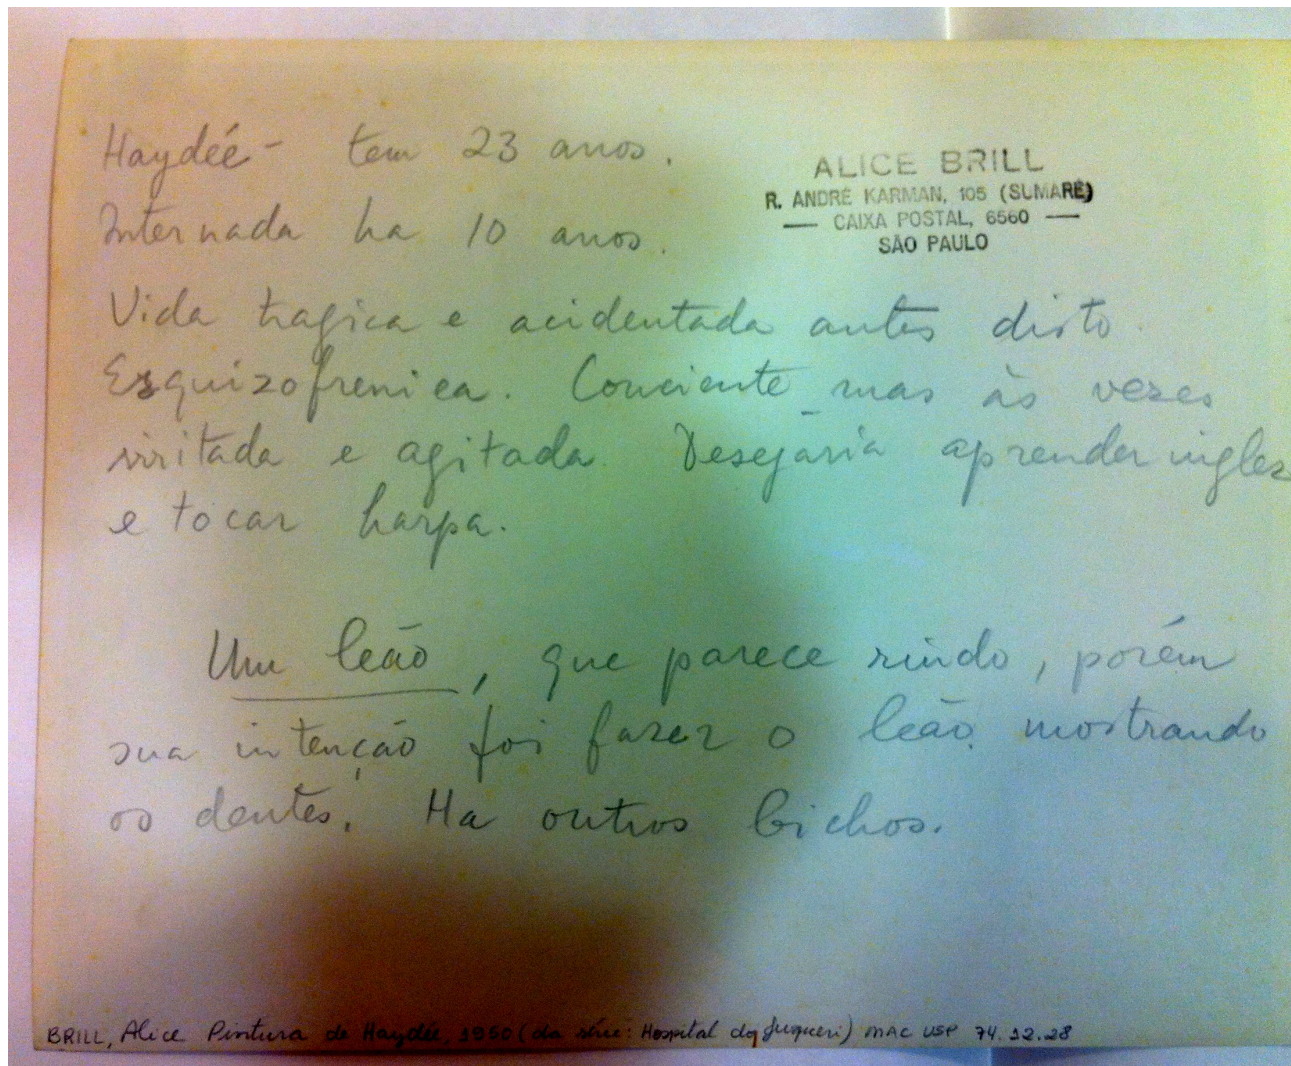 Haydéé - tem 23 anos.
ALICE BRILL
R. ANDRÉ KARMAN, 105 (SUMARÉ)
— CAIXA POSTAL, 6560 —
SÃO PAULO
Internada ha 10 anos.
Vida tragica e acidentada antes disto.
Esquizofrenica. Conciente mas às vezes
irritada e agitada. Desejaria aprender inglez
e tocar harpa.
Um leão, que parece rindo, porém
sua intenção foi fazer o leão mostrando
os dentes. Ha outros bichos.
BRILL, Alice Pintura de Haydée, 1950 (da série: Hospital do Juqueri) MAC USP 74.12.28